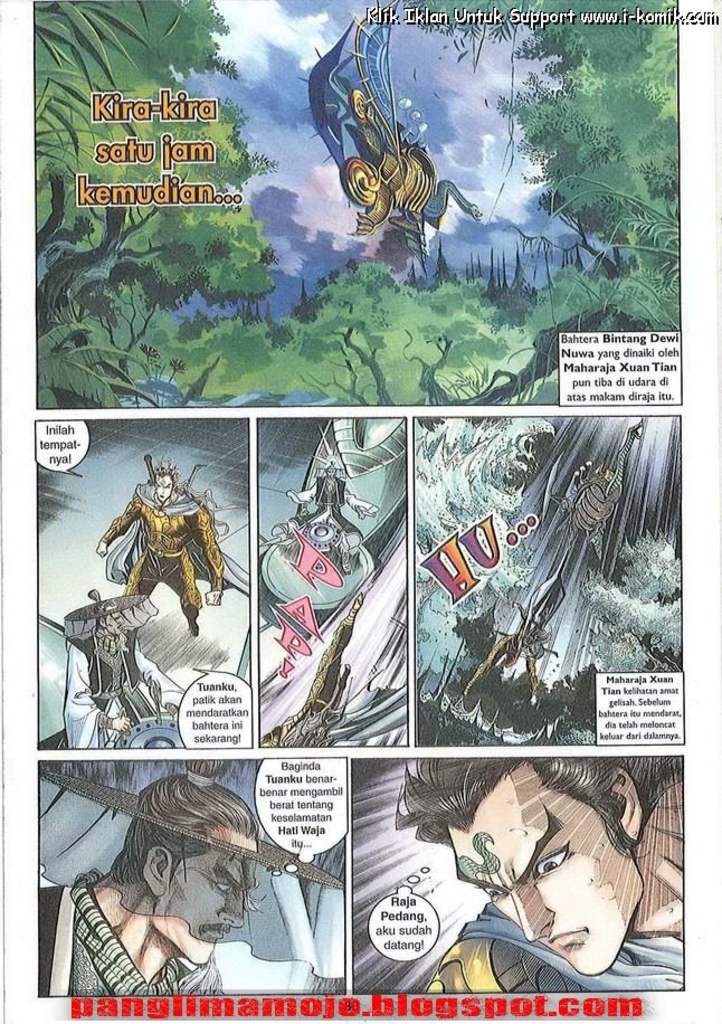 Klik Iklan Untuk Support www.i-komik.com
Kira-kira
satu jam
kemudian...
Bahtera Bintang Dewi
Nuwa yang dinaiki oleh
Maharaja Xuan Tian
pun tiba di udara di
atas makam diraja itu.
Inilah
tempat-
nya!
Tuanku,
patik akan
mendaratkan
bahtera ini
sekarang!
PAP!
HU...
Maharaja Xuan
Tian kelihatan amat
gelisah. Sebelum
bahtera itu mendarat,
dia telah meloncat
keluar dari dalamnya.
Baginda
Tuanku benar-
benar mengambil
berat tentang
keselamatan
Hati Waja
itu...
Raja
Pedang,
aku sudah
datang!
80
panglimamojo.blogspot.com